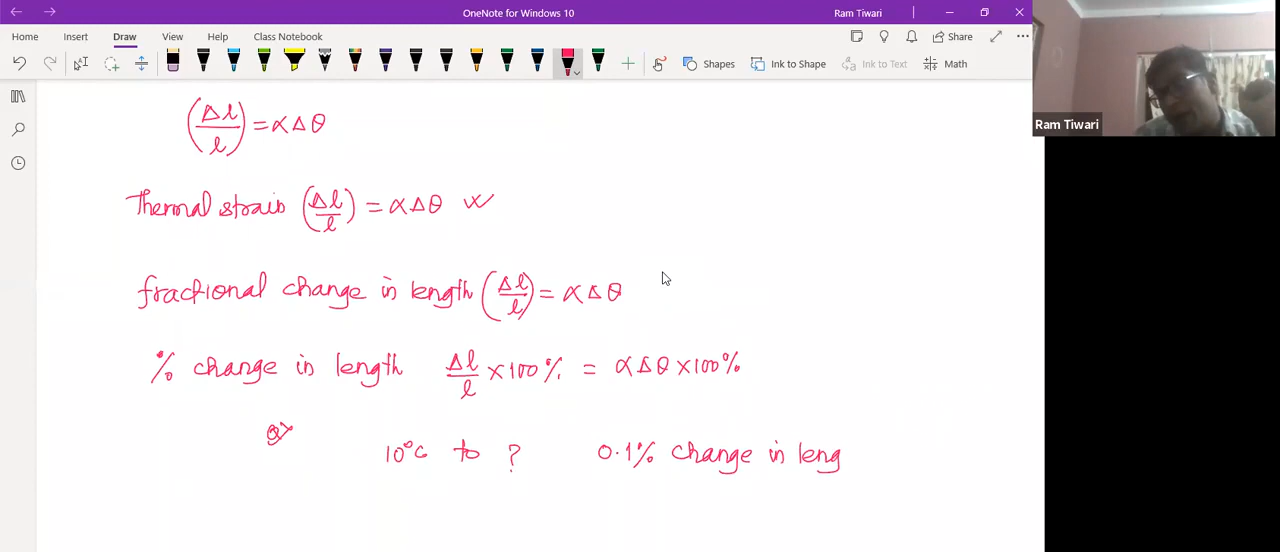 OneNote for Windows 10
Ram Tiwari
Home Insert Draw View Help Class Notebook
Share
Shapes Ink to Shape Ink to Text Math
Ram Tiwari
(Δl/l) = αΔθ
Thermal strain (Δl/l) = αΔθ
fractional change in length (Δl/l) = αΔθ
% change in length Δl/l × 100% = αΔθ × 100%
Q> 10°C to ? 0.1% change in leng